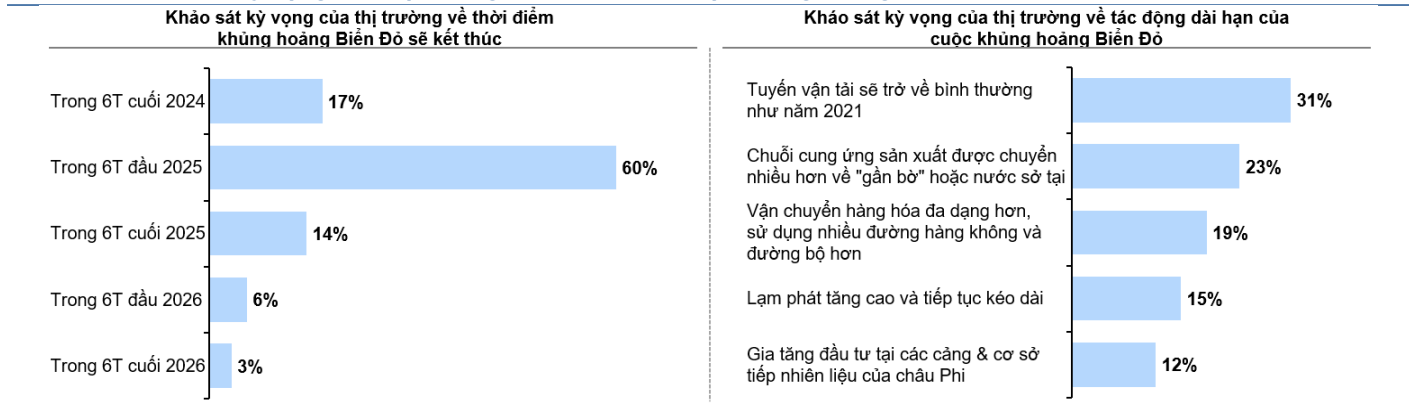 Khảo sát kỳ vọng của thị trường về thời điểm
khủng hoảng Biển Đỏ sẽ kết thúc
Trong 6T cuối 2024
17%
Trong 6T đầu 2025
60%
Trong 6T cuối 2025
14%
Trong 6T đầu 2026
6%
Trong 6T cuối 2026
3%
Kháo sát kỳ vọng của thị trường về tác động dài hạn của
cuộc khủng hoảng Biển Đỏ
Tuyến vận tải sẽ trở về bình thường
như năm 2021
31%
Chuỗi cung ứng sản xuất được chuyển
nhiều hơn về "gần bờ" hoặc nước sở tại
23%
Vận chuyển hàng hóa đa dạng hơn,
sử dụng nhiều đường hàng không và
đường bộ hơn
19%
Lạm phát tăng cao và tiếp tục kéo dài
15%
Gia tăng đầu tư tại các cảng & cơ sở
tiếp nhiên liệu của châu Phi
12%